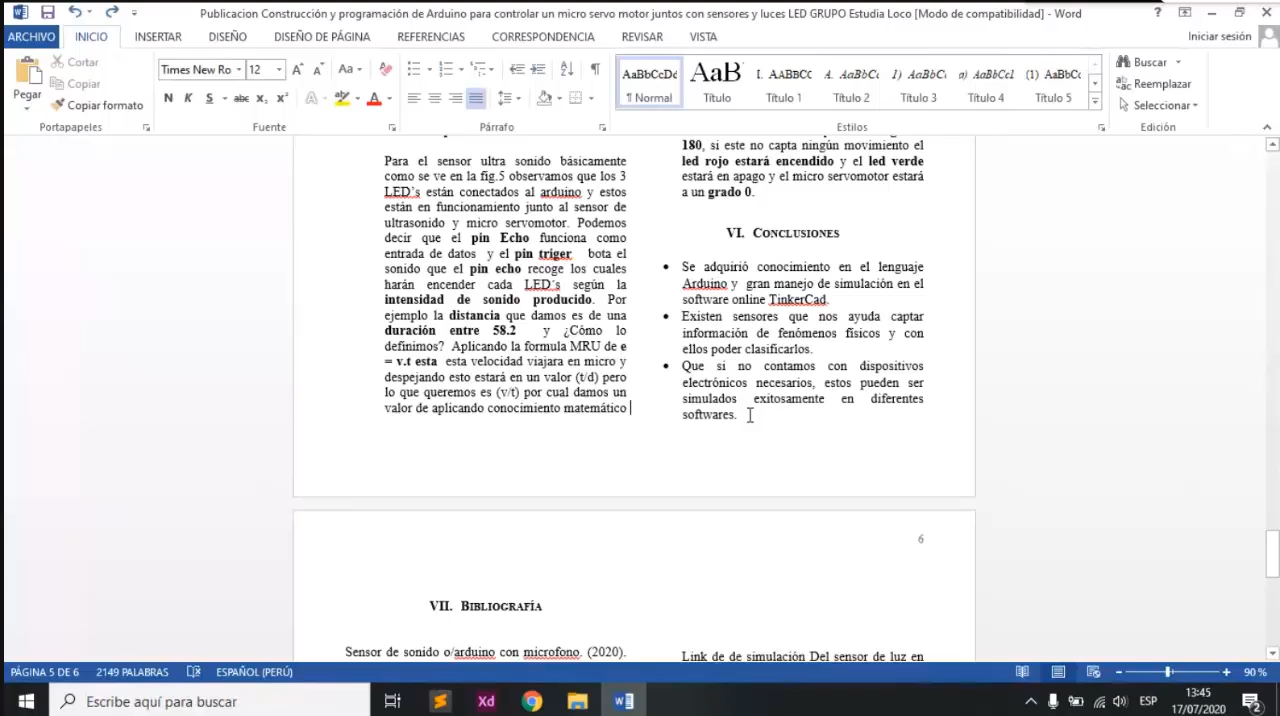 Publicacion Construcción y programación de Arduino para controlar un micro servo motor juntos con sensores y luces LED GRUPO Estudia Loco [Modo de compatibilidad] - Word
ARCHIVO INICIO INSERTAR DISEÑO DISEÑO DE PÁGINA REFERENCIAS CORRESPONDENCIA REVISAR VISTA Iniciar sesión
Pegar
Cortar
Copiar
Copiar formato
Portapapeles
Times New Ro 12
N K S abc x₂ x²
Fuente
Párrafo
AaBbCcDc AaB I. AABBC A. AaBbCc 1) AaBbC a) AaBbCcI (1) AaBbC
¶ Normal Título Título 1 Título 2 Título 3 Título 4 Título 5
Estilos
Buscar
Reemplazar
Seleccionar
Edición
Para el sensor ultra sonido básicamente
como se ve en la fig.5 observamos que los 3
LED´s están conectados al arduino y estos
están en funcionamiento junto al sensor de
ultrasonido y micro servomotor. Podemos
decir que el pin Echo funciona como
entrada de datos y el pin triger bota el
sonido que el pin echo recoge los cuales
harán encender cada LED´s según la
intensidad de sonido producido. Por
ejemplo la distancia que damos es de una
duración entre 58.2 y ¿Cómo lo
definimos? Aplicando la formula MRU de e
= v.t esta esta velocidad viajara en micro y
despejando esto estará en un valor (t/d) pero
lo que queremos es (v/t) por cual damos un
valor de aplicando conocimiento matemático
180, si este no capta ningún movimiento el
led rojo estará encendido y el led verde
estará en apago y el micro servomotor estará
a un grado 0.
VI. CONCLUSIONES
• Se adquirió conocimiento en el lenguaje
Arduino y gran manejo de simulación en el
software online TinkerCad.
• Existen sensores que nos ayuda captar
información de fenómenos físicos y con
ellos poder clasificarlos.
• Que si no contamos con dispositivos
electrónicos necesarios, estos pueden ser
simulados exitosamente en diferentes
softwares.
6
VII. BIBLIOGRAFÍA
Sensor de sonido o/arduino con microfono. (2020).
Link de de simulación Del sensor de luz en
PÁGINA 5 DE 6 2149 PALABRAS ESPAÑOL (PERÚ) 90 %
Escribe aquí para buscar
Xd
ESP
13:45
17/07/2020
2